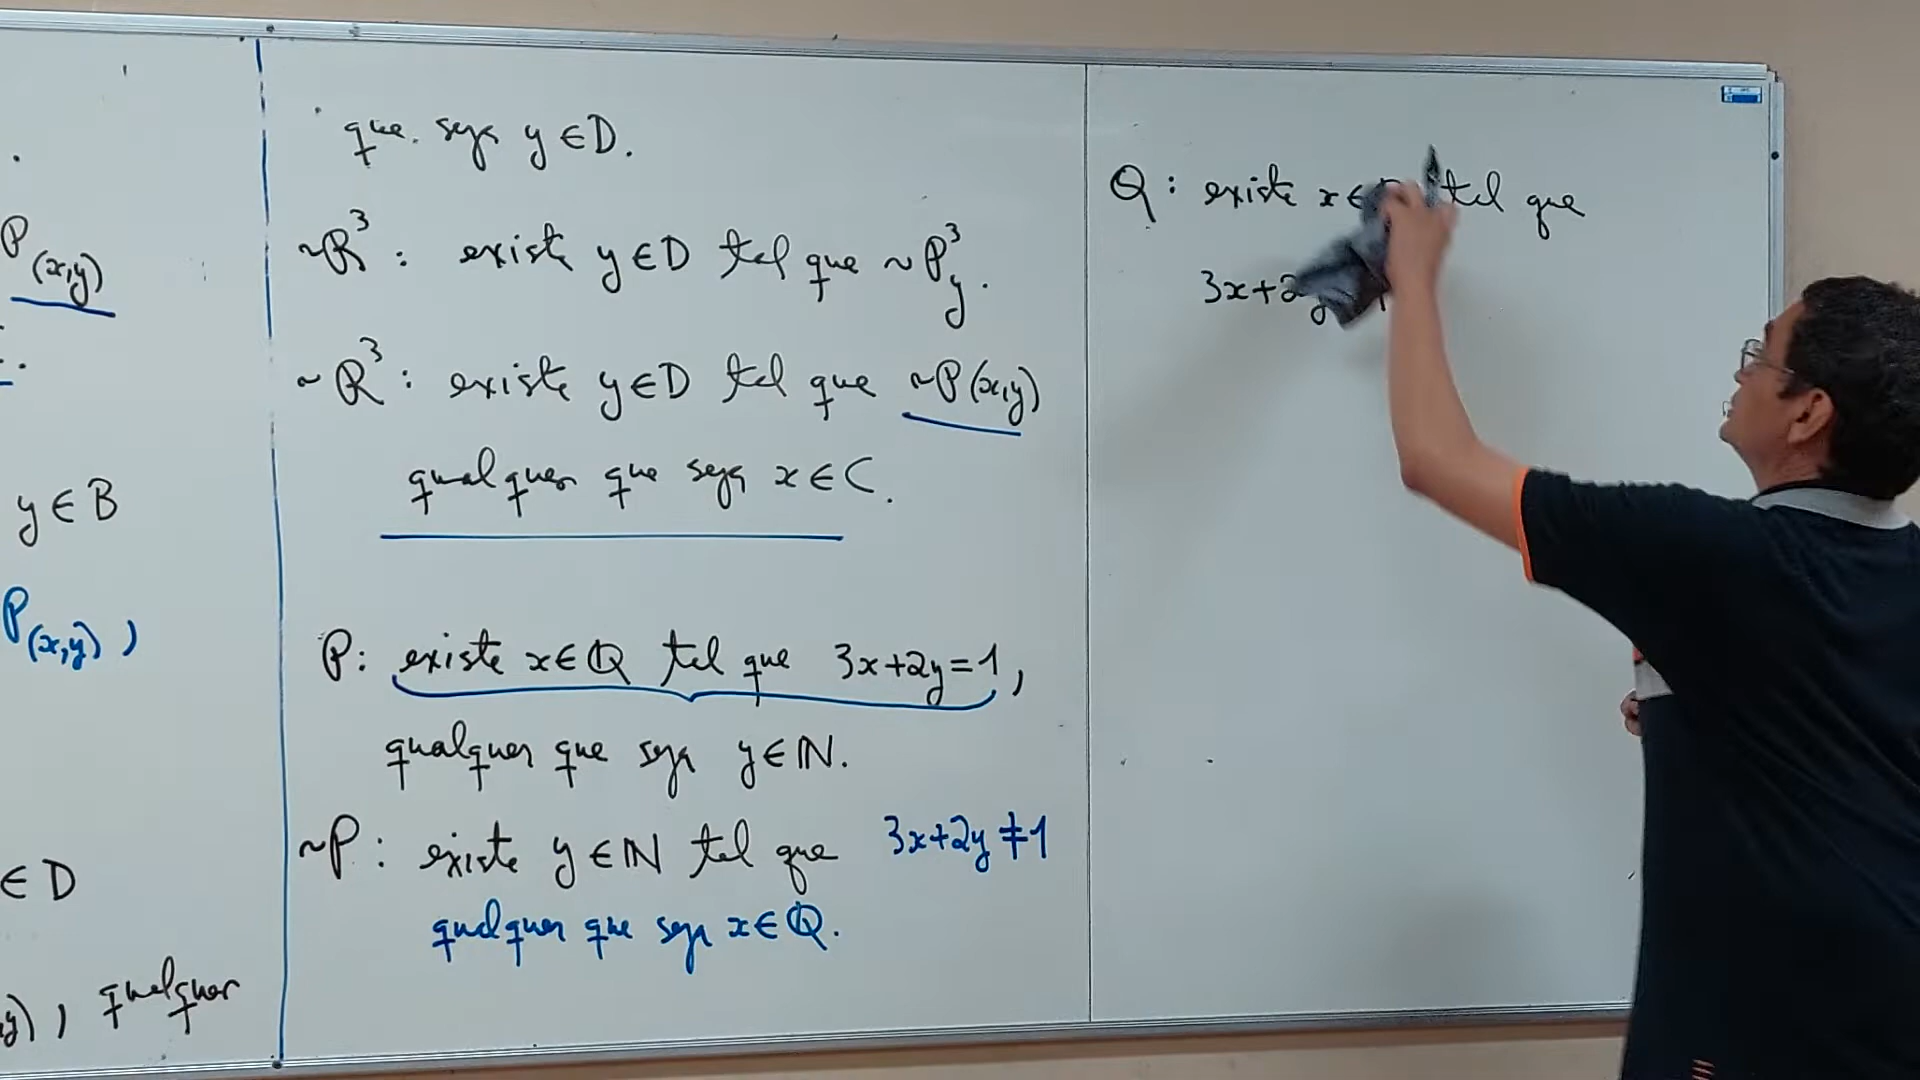 P(x,y)
y ∈ B
P(x,y) ,
∈ D
y) , qualquer
que seja y ∈ D.
~R³ : existe y ∈ D tal que ~P³y.
~R³ : existe y ∈ D tal que ~P(x,y)
qualquer que seja x ∈ C.
P: existe x ∈ ℚ tal que 3x+2y=1,
qualquer que seja y ∈ ℕ.
~P : existe y ∈ ℕ tal que 3x+2y ≠ 1
qualquer que seja x ∈ ℚ.
Q : existe x ∈ tal que
3x+2y